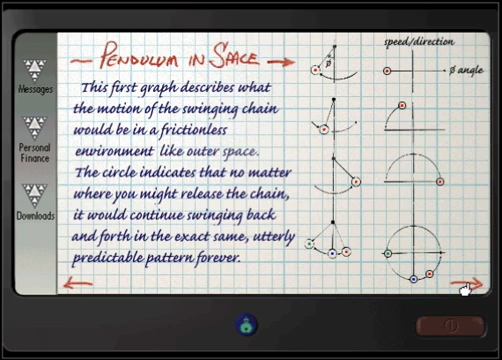 PENDULUM IN SPACE
speed/direction
Ø
Ø angle
Messages
Personal
Finance
Downloads
This first graph describes what
the motion of the swinging chain
would be in a frictionless
environment like outer space.
The circle indicates that no matter
where you might release the chain,
it would continue swinging back
and forth in the exact same, utterly
predictable pattern forever.